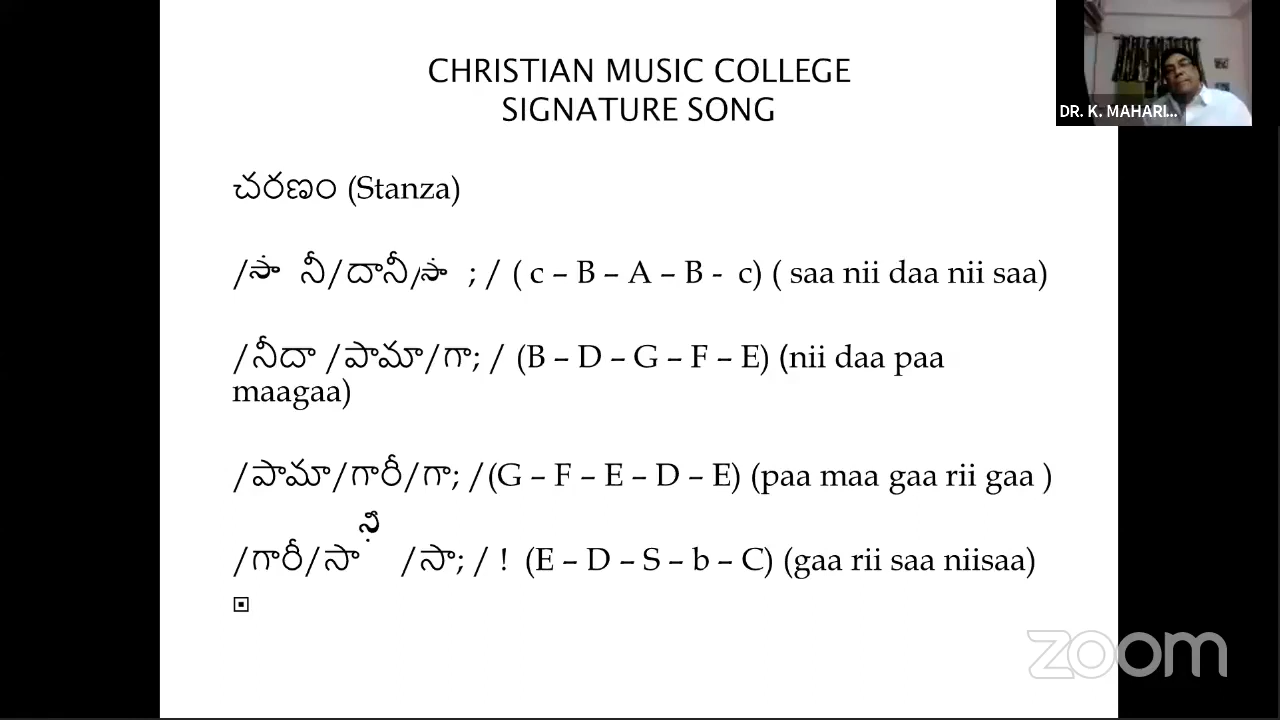 CHRISTIAN MUSIC COLLEGE
SIGNATURE SONG
DR. K. MAHARI...
చరణం (Stanza)
/సాఁ నీ/దానీ/సాఁ ; / ( c – B – A – B - c) ( saa nii daa nii saa)
/నీదా /పామా/గా; / (B – D – G – F – E) (nii daa paa
maagaa)
/పామా/గారీ/గా; /(G – F – E – D – E) (paa maa gaa rii gaa )
నీ
/గారీ/సా /సా; / ! (E – D – S – b – C) (gaa rii saa niisaa)
zoom